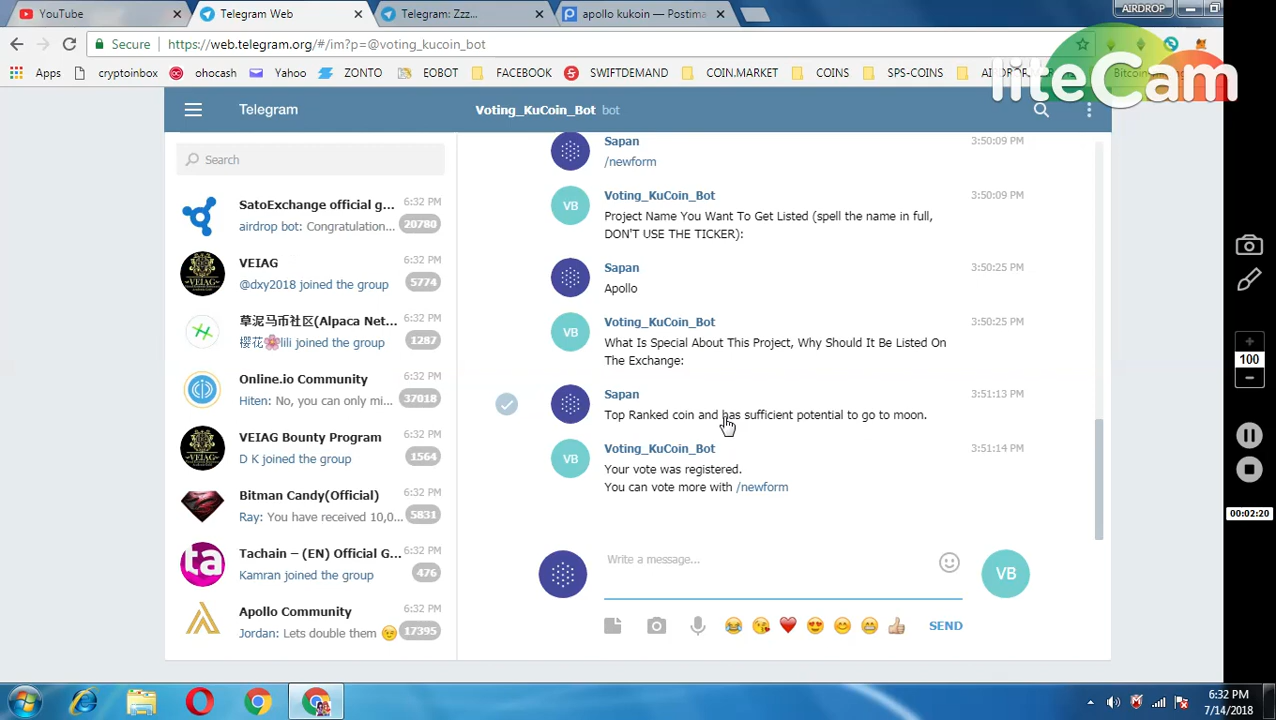 YouTube
Telegram Web
Telegram: Zzz...
apollo kukoin — Postma
AIRDROP
Secure
https://web.telegram.org/#/im?p=@voting_kucoin_bot
Apps
cryptoinbox
ohocash
Yahoo
ZONTO
EOBOT
FACEBOOK
SWIFTDEMAND
COIN.MARKET
COINS
SPS-COINS
liteCam
Telegram
Voting_KuCoin_Bot bot
Search
SatoExchange official g... 6:32 PM
airdrop bot: Congratulation... 20780
VEIAG 6:32 PM
@dxy2018 joined the group 5774
草泥马币社区(Alpaca Net... 6:32 PM
樱花🌸lili joined the group 1287
Online.io Community 6:32 PM
Hiten: No, you can only mi... 37018
VEIAG Bounty Program 6:32 PM
D K joined the group 1564
Bitman Candy(Official) 6:32 PM
Ray: You have received 10,0... 5831
Tachain – (EN) Official G... 6:32 PM
Kamran joined the group 476
Apollo Community 6:32 PM
Jordan: Lets double them 😉 17395
Sapan 3:50:09 PM
/newform
VB
Voting_KuCoin_Bot 3:50:09 PM
Project Name You Want To Get Listed (spell the name in full,
DON'T USE THE TICKER):
Sapan 3:50:25 PM
Apollo
VB
Voting_KuCoin_Bot 3:50:25 PM
What Is Special About This Project, Why Should It Be Listed On
The Exchange:
Sapan 3:51:13 PM
Top Ranked coin and has sufficient potential to go to moon.
VB
Voting_KuCoin_Bot 3:51:14 PM
Your vote was registered.
You can vote more with /newform
Write a message...
VB
SEND
100
00:02:20
6:32 PM
7/14/2018